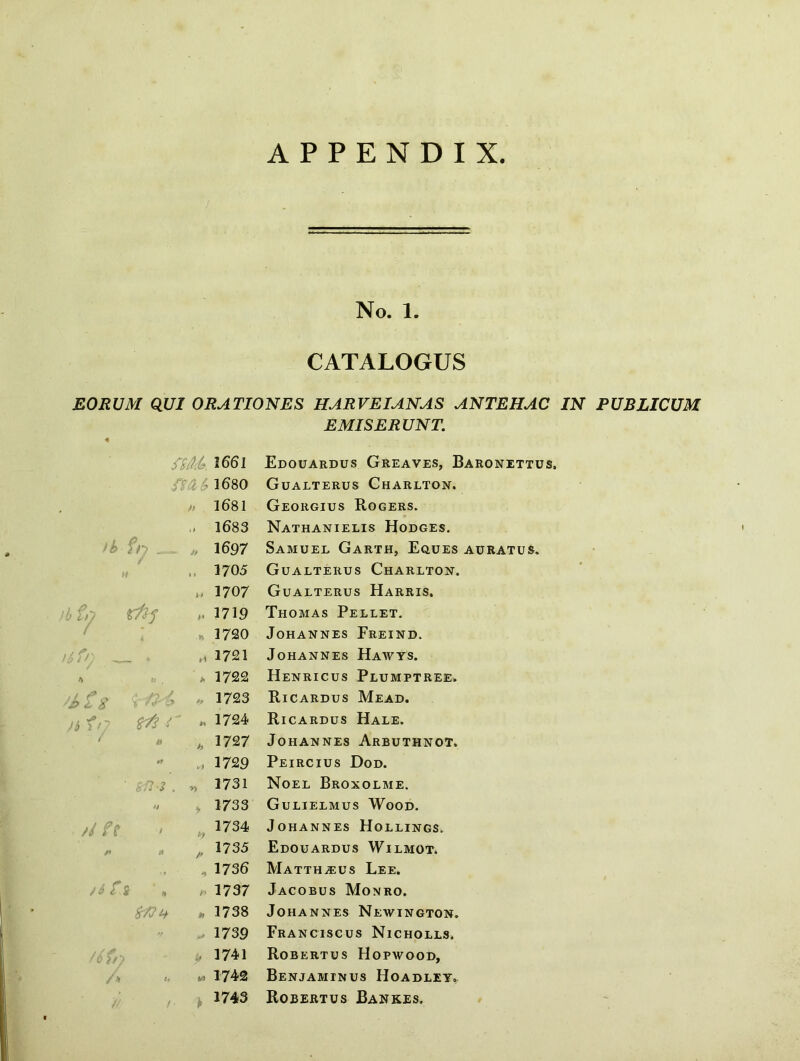 APPENDIX.
No. 1.
CATALOGUS
EORUM QUI ORATIONES HARVEIANAS ANTEHAC IN PUBLICUM
EMISERUNT.
1661 Edouardus Greaves, Baronettus.
1680 Gualterus Charlton.
1681 Georgius Rogers.
1683 Nathanielis Hodges.
1697 Samuel Garth, Eques auratus.
1705 Gualterus Charlton.
1707 Gualterus Harris.
1719 Thomas Pellet.
1720 Johannes Freind.
1721 Johannes Hawys.
1722 Henricus Plumptree.
1723 Ricardus Mead.
1724 Ricardus Hale.
1727 Johannes Arbuthnot.
1729 Peircius Dod.
1731 Noel Broxolme.
1733 Gulielmus Wood.
1734 Johannes Hollings.
1735 Edouardus Wilmot.
1736 Matthæus Lee.
1737 Jacobus Monro.
1738 Johannes Newington.
1739 Franciscus Nicholls.
1741 Robertus Hopwood,
1742 Benjaminus Hoadley.
1743 Robertus Bankes.